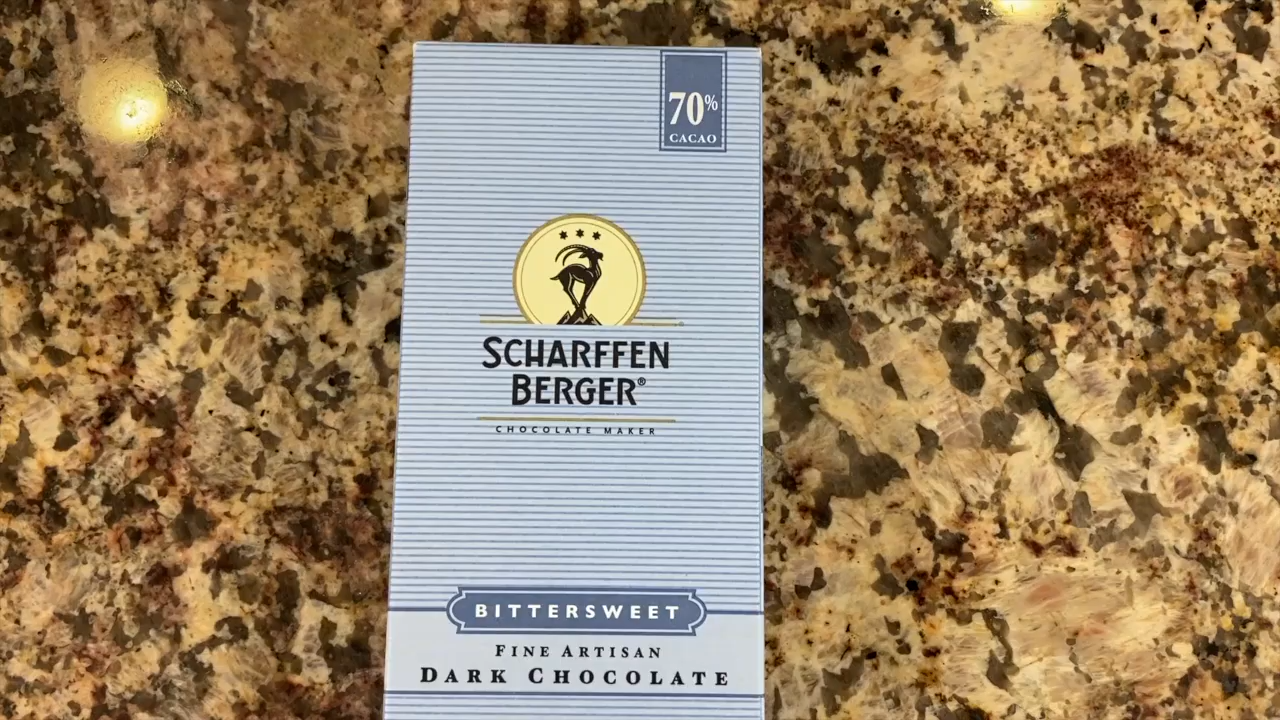 70%
CACAO
SCHARFFEN
BERGER®
CHOCOLATE MAKER
BITTERSWEET
FINE ARTISAN
DARK CHOCOLATE